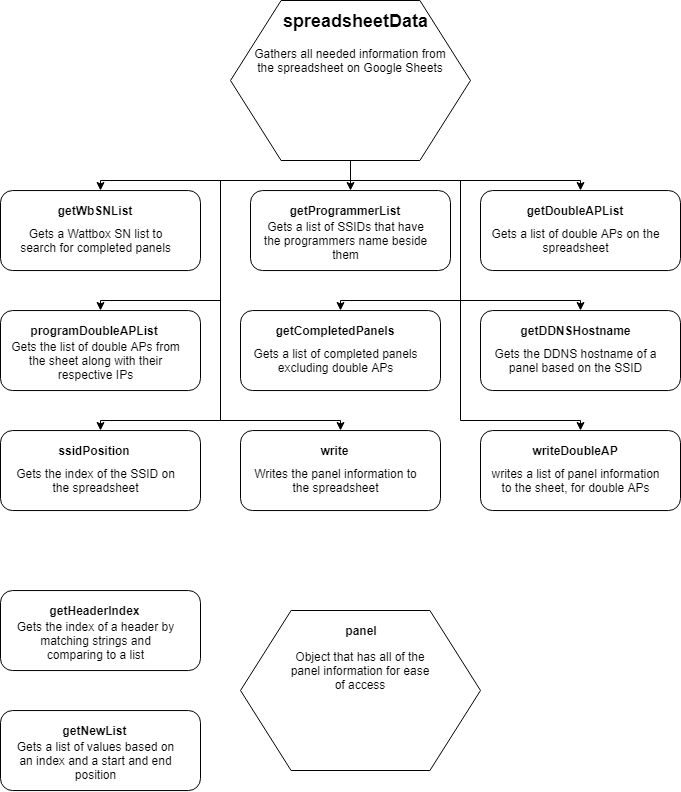 spreadsheetData
Gathers all needed information from
the spreadsheet on Google Sheets
getWbSNList
Gets a Wattbox SN list to
search for completed panels
getProgrammerList
Gets a list of SSIDs that have
the programmers name beside
them
getDoubleAPList
Gets a list of double APs on the
spreadsheet
programDoubleAPList
Gets the list of double APs from
the sheet along with their
respective IPs
getCompletedPanels
Gets a list of completed panels
excluding double APs
getDDNSHostname
Gets the DDNS hostname of a
panel based on the SSID
ssidPosition
Gets the index of the SSID on
the spreadsheet
write
Writes the panel information to
the spreadsheet
writeDoubleAP
writes a list of panel information
to the sheet, for double APs
getHeaderIndex
Gets the index of a header by
matching strings and
comparing to a list
panel
Object that has all of the
panel information for ease
of access
getNewList
Gets a list of values based on
an index and a start and end
position